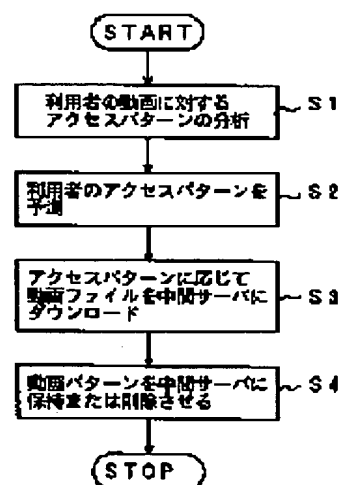 START
利用者の動画に対する
アクセスパターンの分析
S1
利用者のアクセスパターンを
予測
S2
アクセスパターンに応じて
動画ファイルを中間サーバに
ダウンロード
S3
動画パターンを中間サーバに
保持または削除させる
S4
STOP